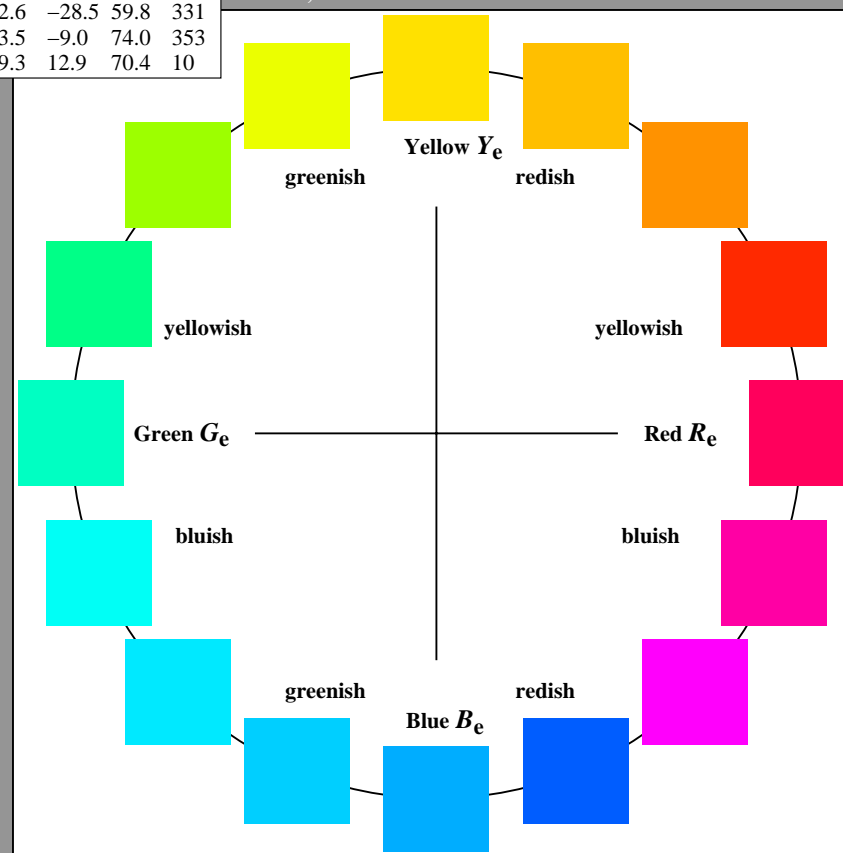 2.6 –28.5 59.8 331
3.5 –9.0 74.0 353
9.3 12.9 70.4 10
Yellow Ye
greenish redish
yellowish yellowish
Green Ge Red Re
bluish bluish
greenish redish
Blue Be